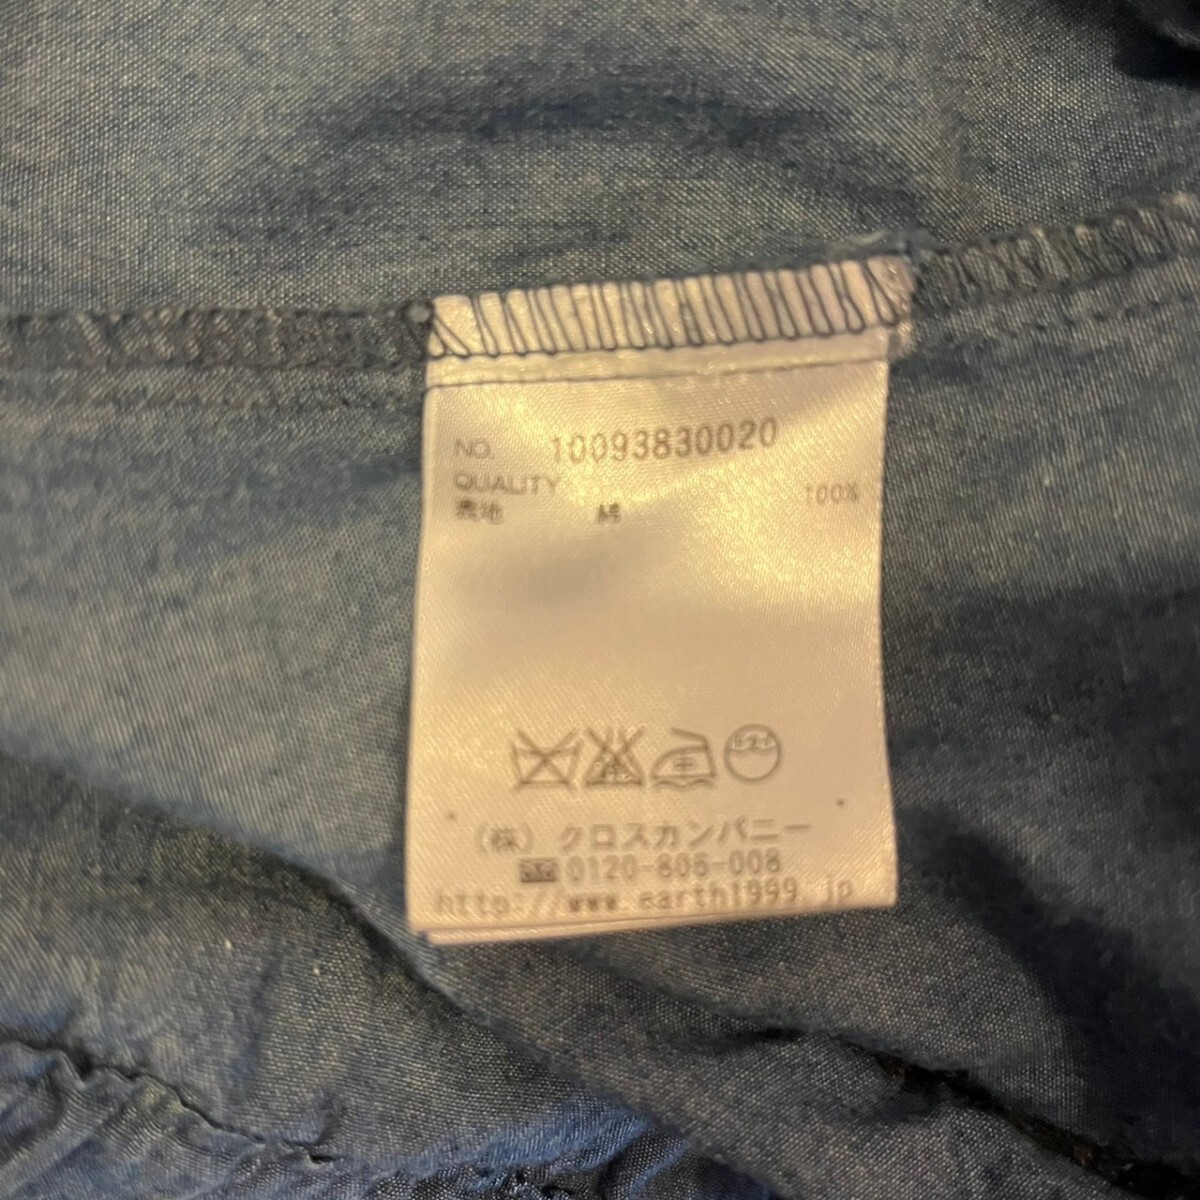 NO. 10093830020
QUALITY
表地 綿 100%
(株) クロスカンパニー
0120-806-008
http://www.earth1999.jp